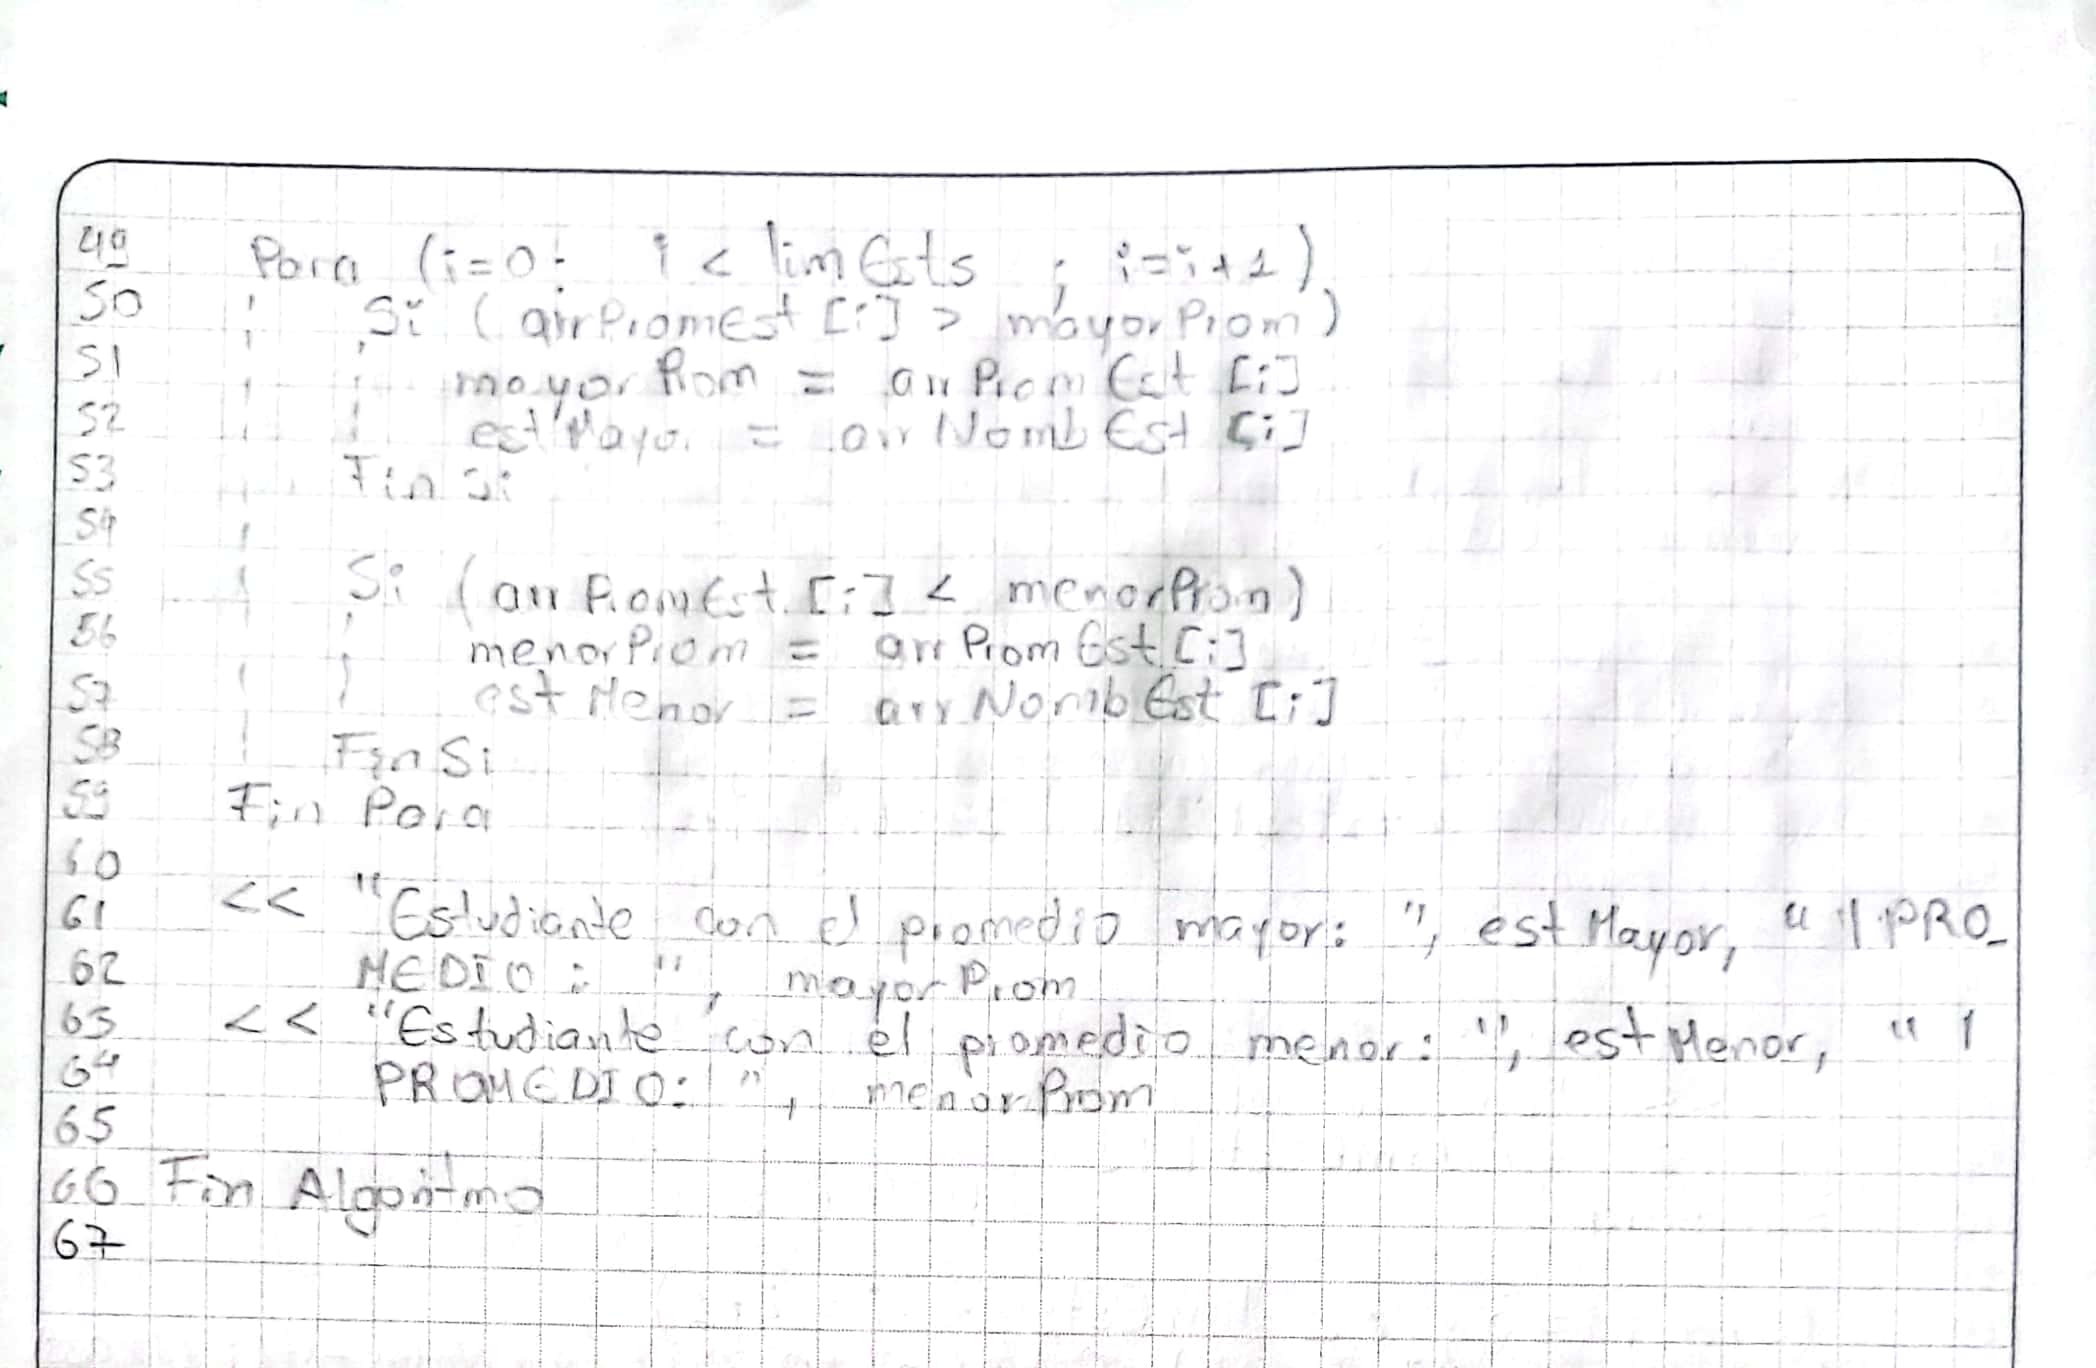 49 Para (i=0; i < limEsts ; i=i+1)
50 Si (arrPromEst [i] > mayorProm)
51 mayorProm = arrPromEst [i]
52 estMayor = arrNombEst [i]
53 Fin Si
54
55 Si (arrPromEst [i] < menorProm)
56 menorProm = arrPromEst [i]
57 estMenor = arrNombEst [i]
58 Fin Si
59 Fin Para
60
61 << "Estudiante con el promedio mayor: ", estMayor, " || PRO_
62 MEDIO: ", mayorProm
63 << "Estudiante con el promedio menor: ", estMenor, " |
64 PROMEDIO: ", menorProm
65
66 Fin Algoritmo
67